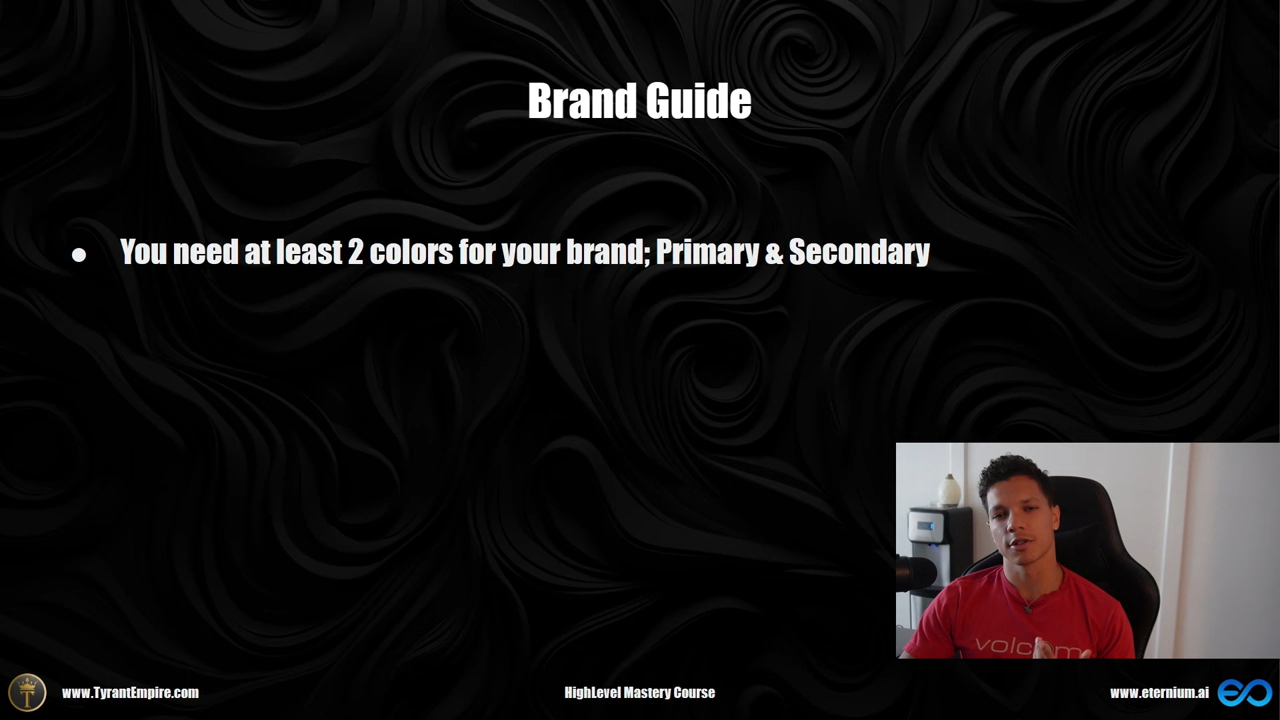 Brand Guide
● You need at least 2 colors for your brand; Primary & Secondary
volcom
T
www.TyrantEmpire.com
HighLevel Mastery Course
www.eternium.ai